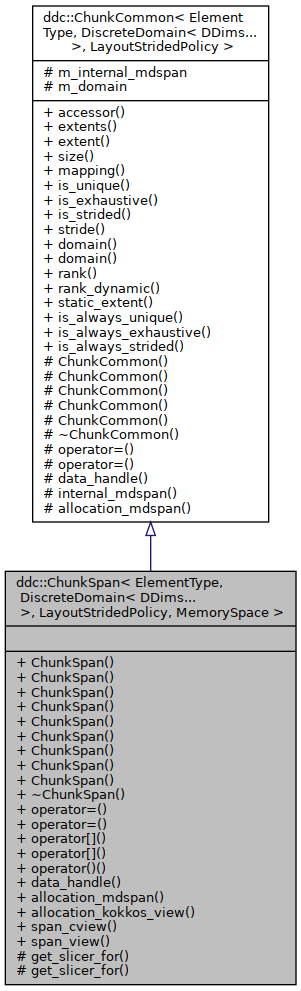 ddc::ChunkCommon< Element
Type, DiscreteDomain< DDims...
>, LayoutStridedPolicy >
# m_internal_mdspan
# m_domain
+ accessor()
+ extents()
+ extent()
+ size()
+ mapping()
+ is_unique()
+ is_exhaustive()
+ is_strided()
+ stride()
+ domain()
+ domain()
+ rank()
+ rank_dynamic()
+ static_extent()
+ is_always_unique()
+ is_always_exhaustive()
+ is_always_strided()
# ChunkCommon()
# ChunkCommon()
# ChunkCommon()
# ChunkCommon()
# ChunkCommon()
# ~ChunkCommon()
# operator=()
# operator=()
# data_handle()
# internal_mdspan()
# allocation_mdspan()
ddc::ChunkSpan< ElementType,
DiscreteDomain< DDims...
>, LayoutStridedPolicy, MemorySpace >
+ ChunkSpan()
+ ChunkSpan()
+ ChunkSpan()
+ ChunkSpan()
+ ChunkSpan()
+ ChunkSpan()
+ ChunkSpan()
+ ChunkSpan()
+ ChunkSpan()
+ ~ChunkSpan()
+ operator=()
+ operator=()
+ operator[]()
+ operator[]()
+ operator()()
+ data_handle()
+ allocation_mdspan()
+ allocation_kokkos_view()
+ span_cview()
+ span_view()
# get_slicer_for()
# get_slicer_for()